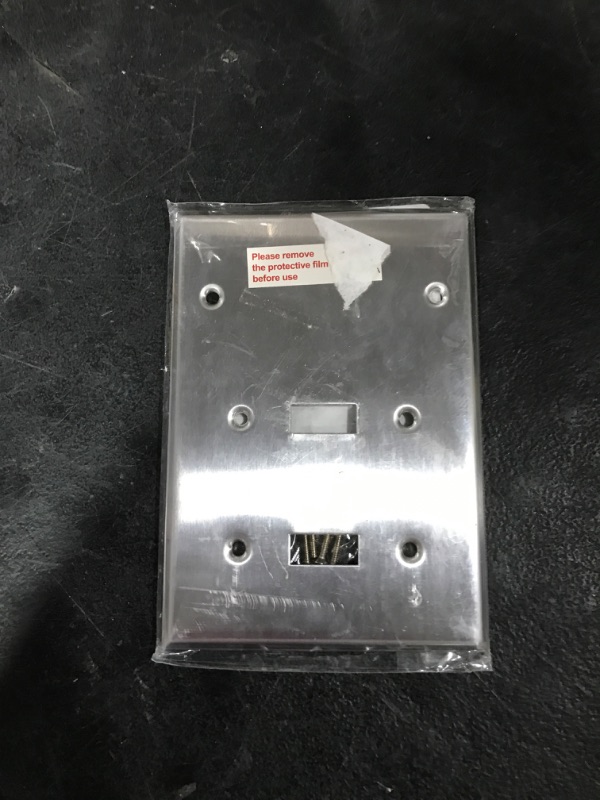 Please remove
the protective film
before use